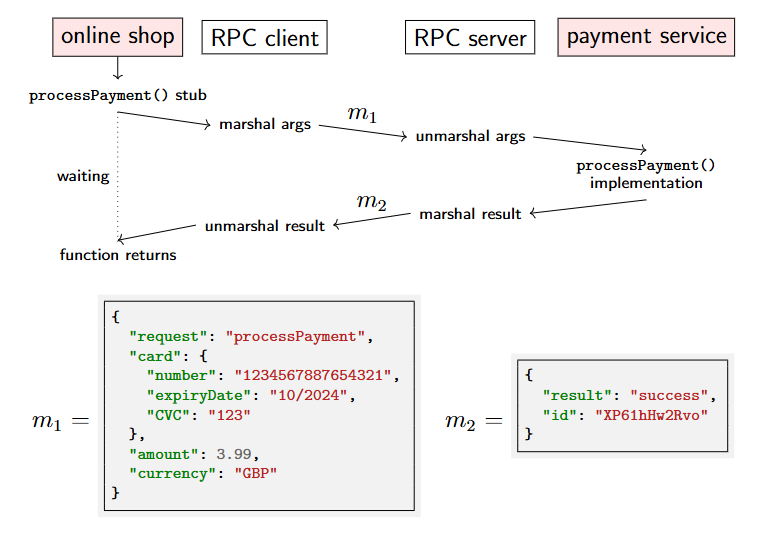 online shop
RPC client
RPC server
payment service
processPayment() stub
marshal args
m1
unmarshal args
processPayment()
implementation
waiting
m2
marshal result
unmarshal result
function returns
m1 =
{
"request": "processPayment",
"card": {
"number": "1234567887654321",
"expiryDate": "10/2024",
"CVC": "123"
},
"amount": 3.99,
"currency": "GBP"
}
m2 =
{
"result": "success",
"id": "XP61hHw2Rvo"
}